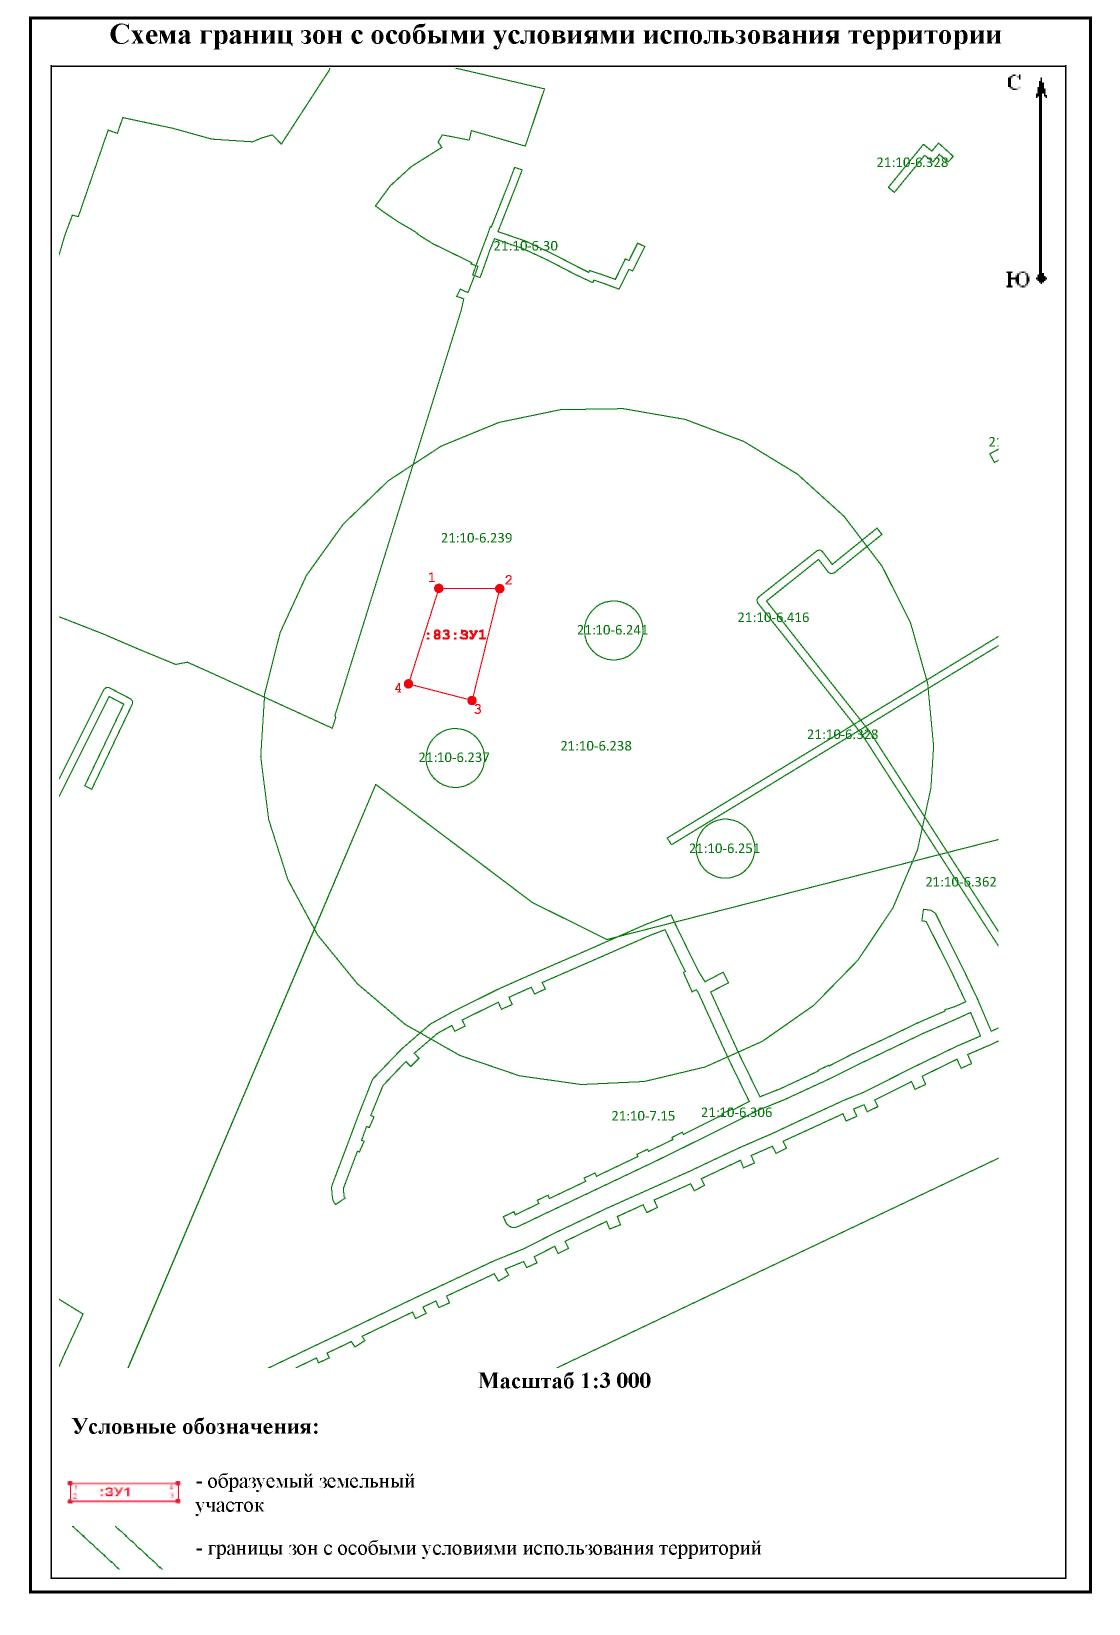 Схема границ зон с особыми условиями использования территории
С
21:10-6.328
21:10-6.30
Ю
21:
21:10-6.239
1
2
:83:ЗУ1
21:10-6.241
21:10-6.416
4
3
21:10-6.328
21:10-6.238
21:10-6.237
21:10-6.251
21:10-6.362
21:10-7.15
21:10-6.306
Масштаб 1:3 000
Условные обозначения:
:ЗУ1
- образуемый земельный
участок
- границы зон с особыми условиями использования территорий